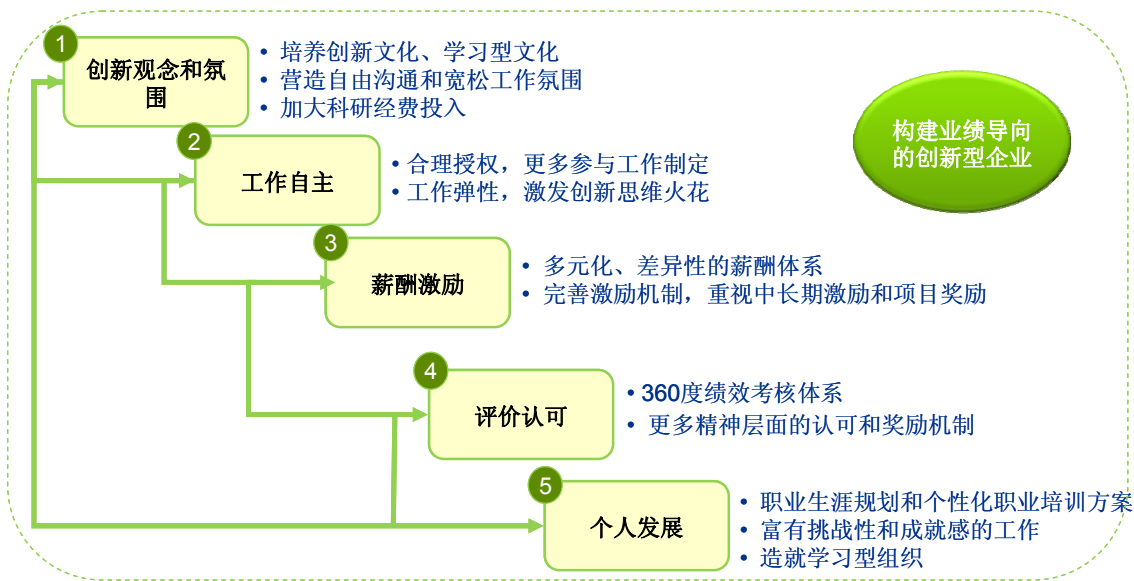 1
创新观念和氛
围
• 培养创新文化、学习型文化
• 营造自由沟通和宽松工作氛围
• 加大科研经费投入
构建业绩导向
的创新型企业
2
工作自主
• 合理授权，更多参与工作制定
• 工作弹性，激发创新思维火花
3
薪酬激励
• 多元化、差异性的薪酬体系
• 完善激励机制，重视中长期激励和项目奖励
4
评价认可
• 360度绩效考核体系
• 更多精神层面的认可和奖励机制
5
个人发展
• 职业生涯规划和个性化职业培训方案
• 富有挑战性和成就感的工作
• 造就学习型组织